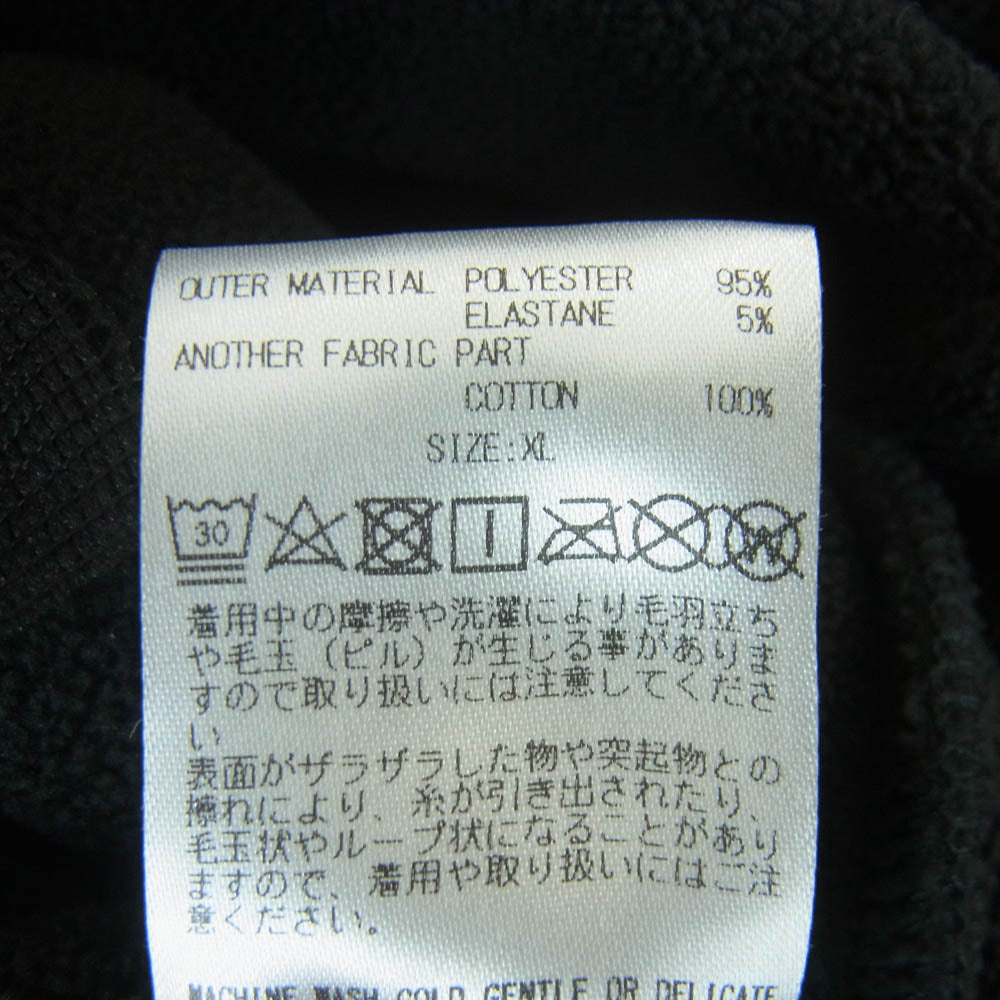 OUTER MATERIAL POLYESTER 95%
ELASTANE 5%
ANOTHER FABRIC PART
COTTON 100%
SIZE:XL
30 W
着用中の摩擦や洗濯により毛羽立ち
や毛玉（ピル）が生じる事がありま
すので取り扱いには注意してくださ
い
表面がザラザラした物や突起物との
擦れにより、糸が引き出されたり、
毛玉状やループ状になることがあり
ますので、着用や取り扱いにはご注
意ください。
MACHINE WASH COLD GENTLE OR DELICATE